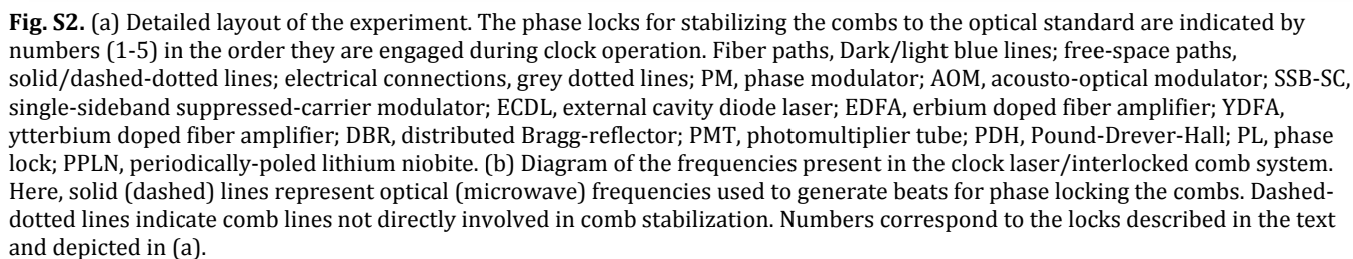 Fig. S2. (a) Detailed layout of the experiment. The phase locks for stabilizing the combs to the optical standard are indicated by
numbers (1-5) in the order they are engaged during clock operation. Fiber paths, Dark/light blue lines; free-space paths,
solid/dashed-dotted lines; electrical connections, grey dotted lines; PM, phase modulator; AOM, acousto-optical modulator; SSB-SC,
single-sideband suppressed-carrier modulator; ECDL, external cavity diode laser; EDFA, erbium doped fiber amplifier; YDFA,
ytterbium doped fiber amplifier; DBR, distributed Bragg-reflector; PMT, photomultiplier tube; PDH, Pound-Drever-Hall; PL, phase
lock; PPLN, periodically-poled lithium niobite. (b) Diagram of the frequencies present in the clock laser/interlocked comb system.
Here, solid (dashed) lines represent optical (microwave) frequencies used to generate beats for phase locking the combs. Dashed-
dotted lines indicate comb lines not directly involved in comb stabilization. Numbers correspond to the locks described in the text
and depicted in (a).